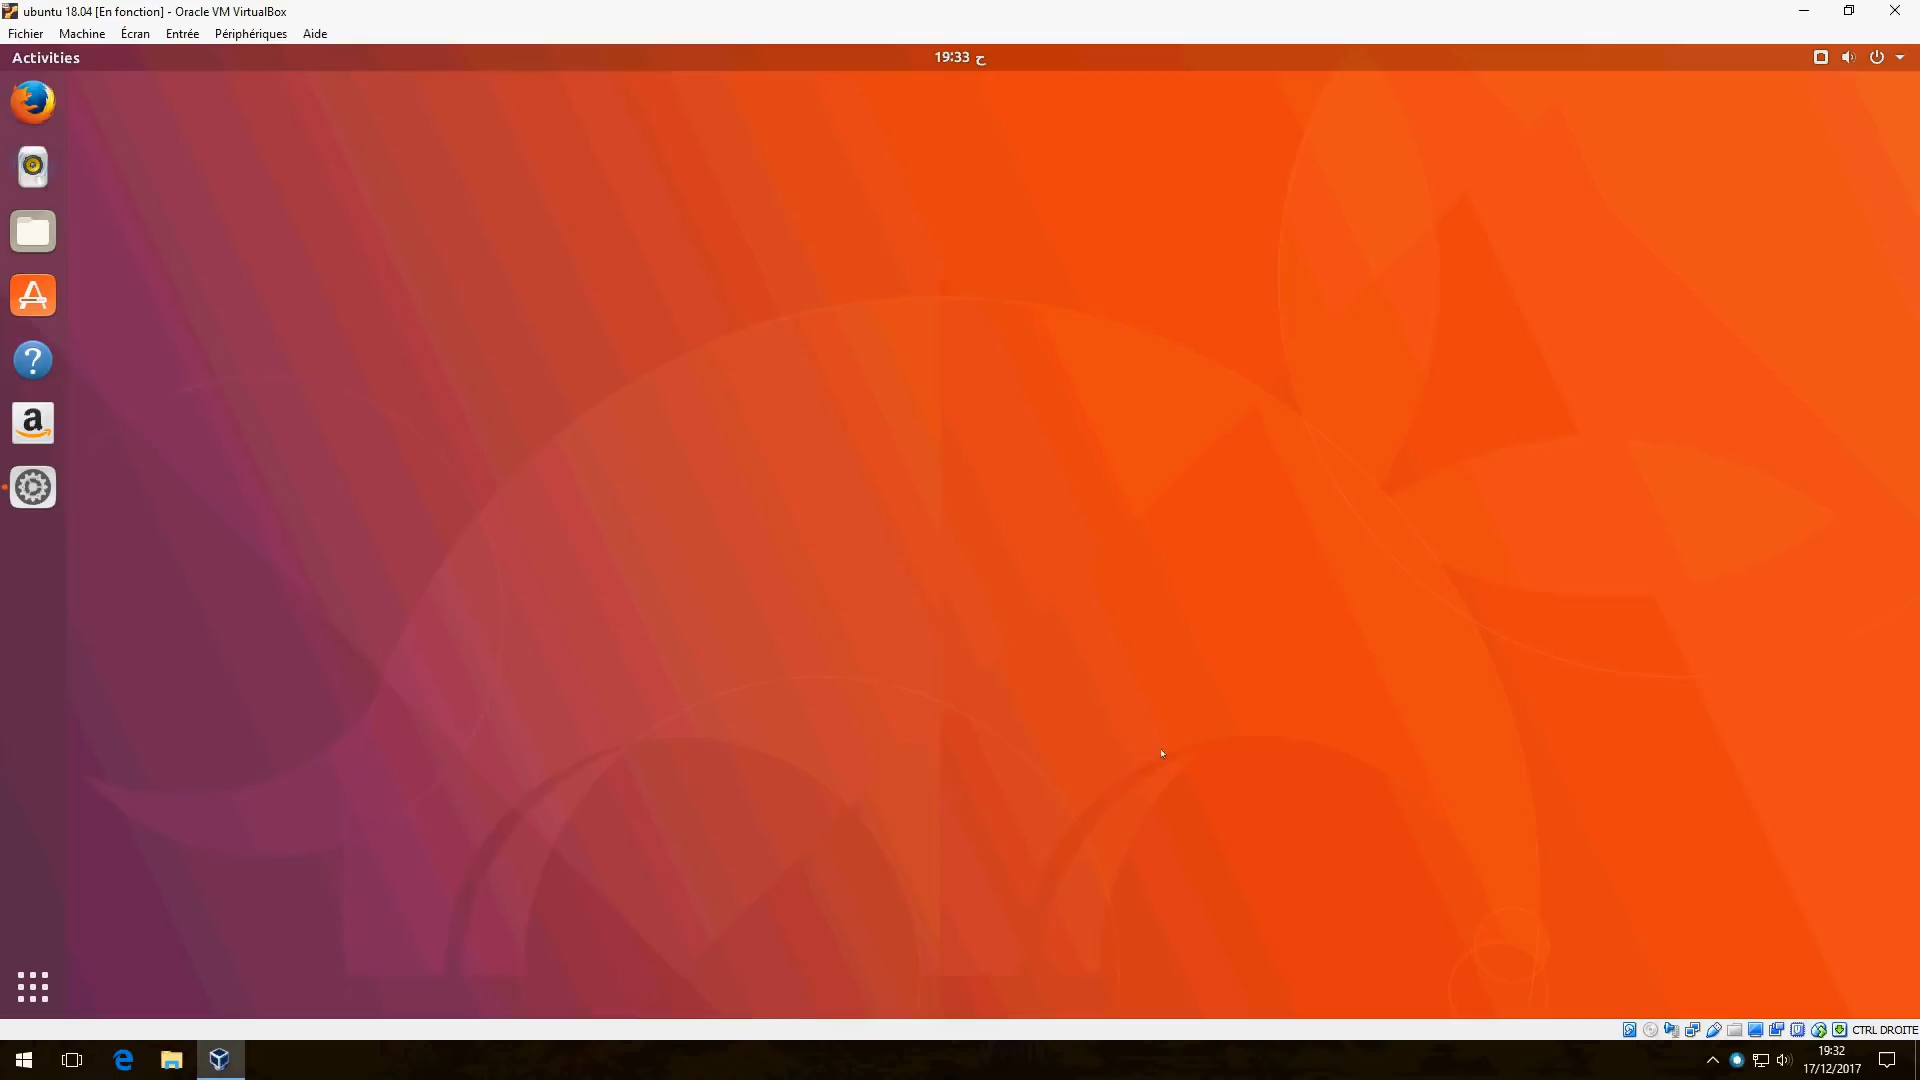 ubuntu 18.04 [En fonction] - Oracle VM VirtualBox
Fichier Machine Écran Entrée Périphériques Aide
Activities
19:33 ح
CTRL DROITE
19:32
17/12/2017